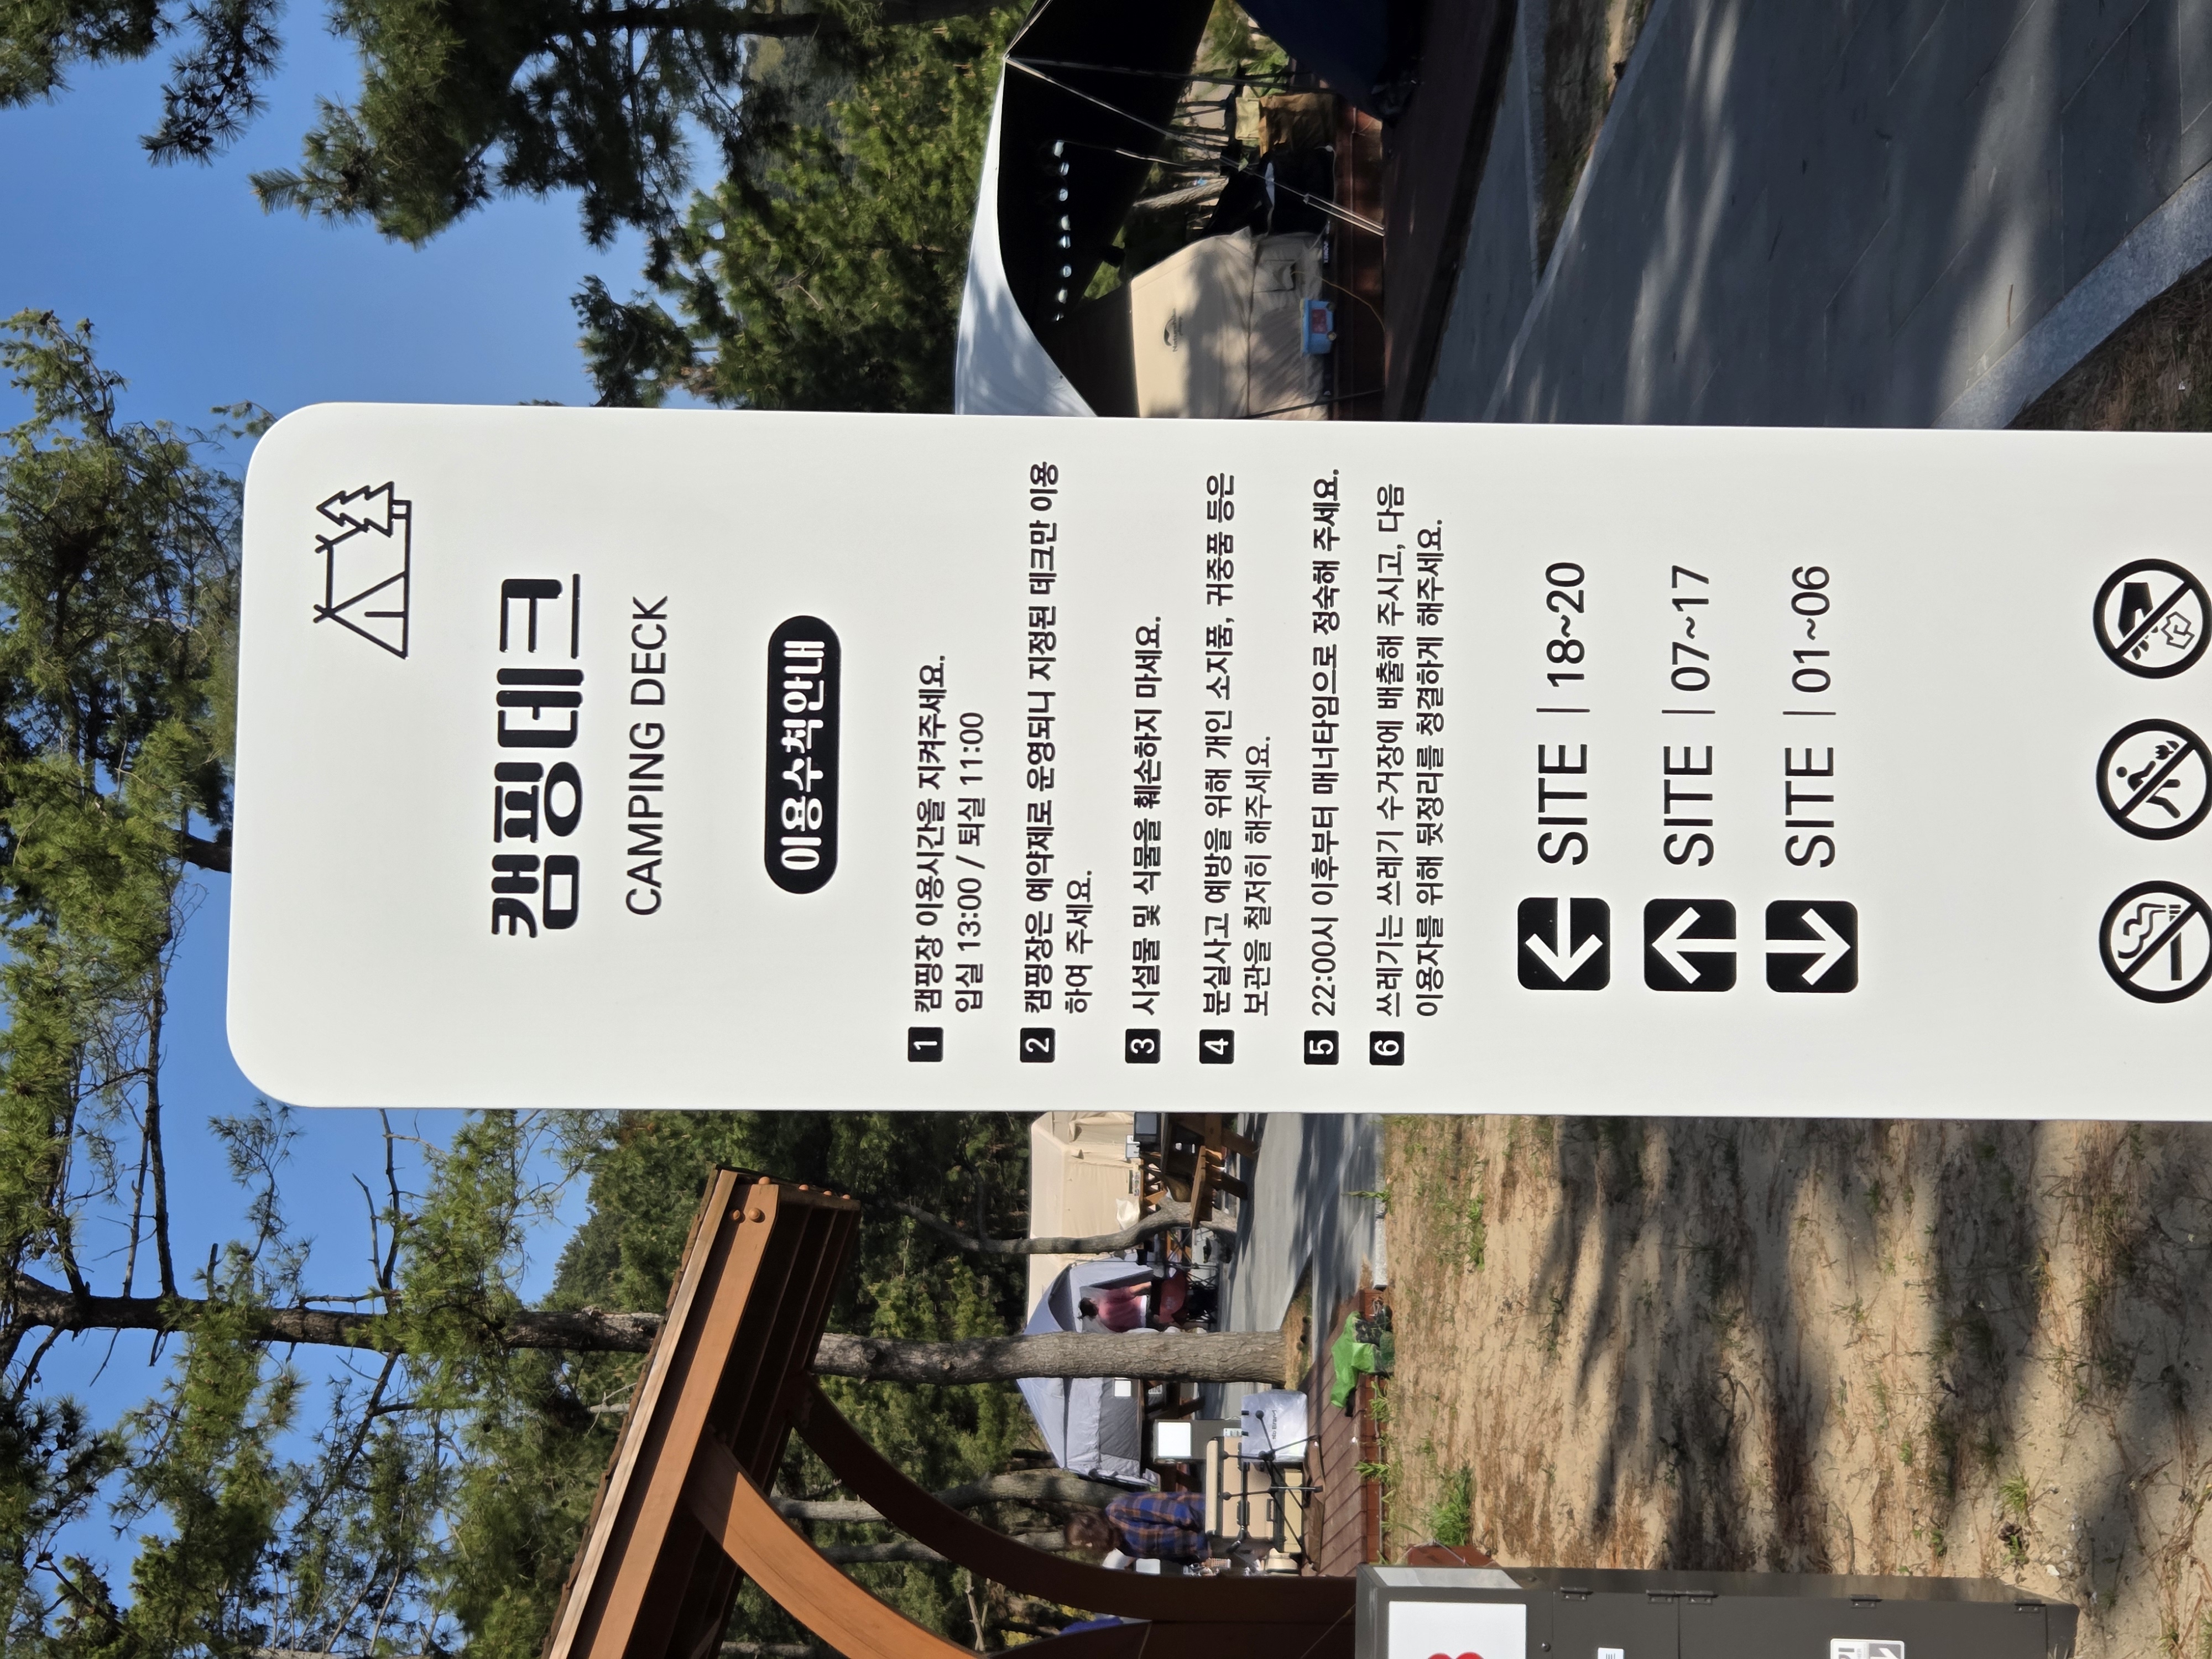 캠핑데크
CAMPING DECK
이용수칙안내
1 캠핑장 이용시간을 지켜주세요.
입실 13:00 / 퇴실 11:00
2 캠핑장은 예약제로 운영되니 지정된 데크만 이용
하여 주세요.
3 시설물 및 식물을 훼손하지 마세요.
4 분실사고 예방을 위해 개인 소지품, 귀중품 등은
보관을 철저히 해주세요.
5 22:00시 이후부터 매너타임으로 정숙해 주세요.
6 쓰레기는 쓰레기 수거장에 배출해 주시고, 다음
이용자를 위해 뒷정리를 청결하게 해주세요.
SITE | 18~20
SITE | 07~17
SITE | 01~06